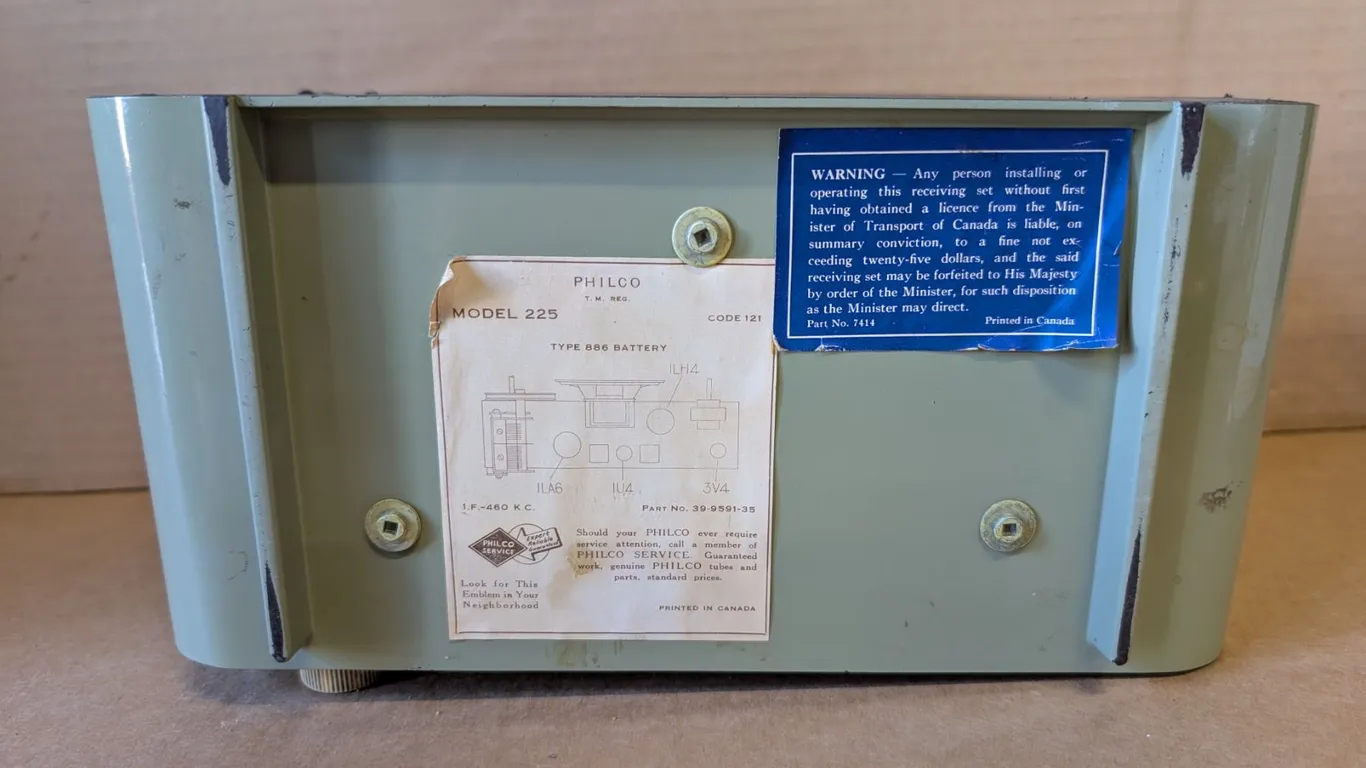 PHILCO
T. M. REG.
MODEL 225
CODE 121
TYPE 886 BATTERY
1LH4
1LA6
1U4
3V4
I.F.-460 K C.
PART NO. 39-9591-35
PHILCO
SERVICE
Expert
Reliable
Guaranteed
Look for This
Emblem in Your
Neighborhood
Should your PHILCO ever require
service attention, call a member of
PHILCO SERVICE. Guaranteed
work, genuine PHILCO tubes and
parts, standard prices.
PRINTED IN CANADA
WARNING — Any person installing or
operating this receiving set without first
having obtained a licence from the Min-
ister of Transport of Canada is liable, on
summary conviction, to a fine not ex-
ceeding twenty-five dollars, and the said
receiving set may be forfeited to His Majesty
by order of the Minister, for such disposition
as the Minister may direct.
Part No. 7414
Printed in Canada